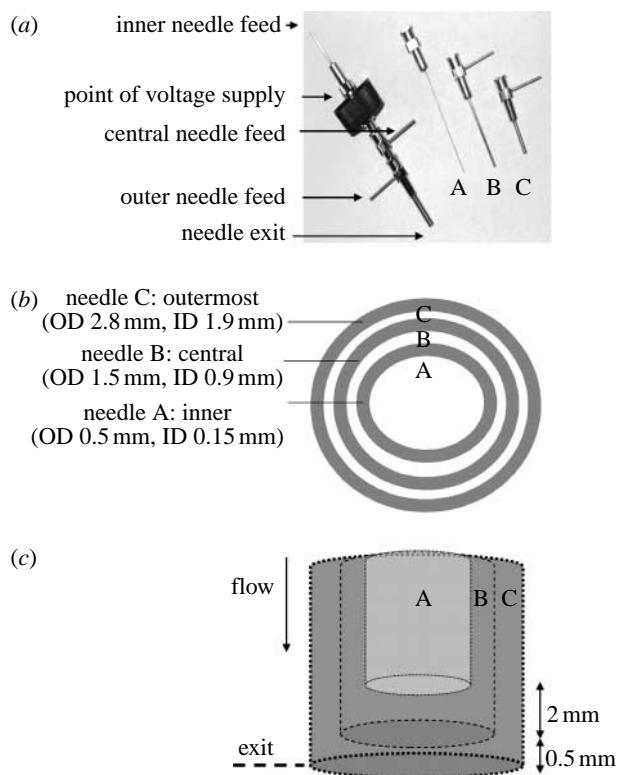 (a)
inner needle feed
point of voltage supply
central needle feed
outer needle feed
needle exit
A B C
(b)
needle C: outermost
(OD 2.8 mm, ID 1.9 mm)
needle B: central
(OD 1.5 mm, ID 0.9 mm)
needle A: inner
(OD 0.5 mm, ID 0.15 mm)
C
B
A
(c)
flow
A B C
2 mm
0.5 mm
exit